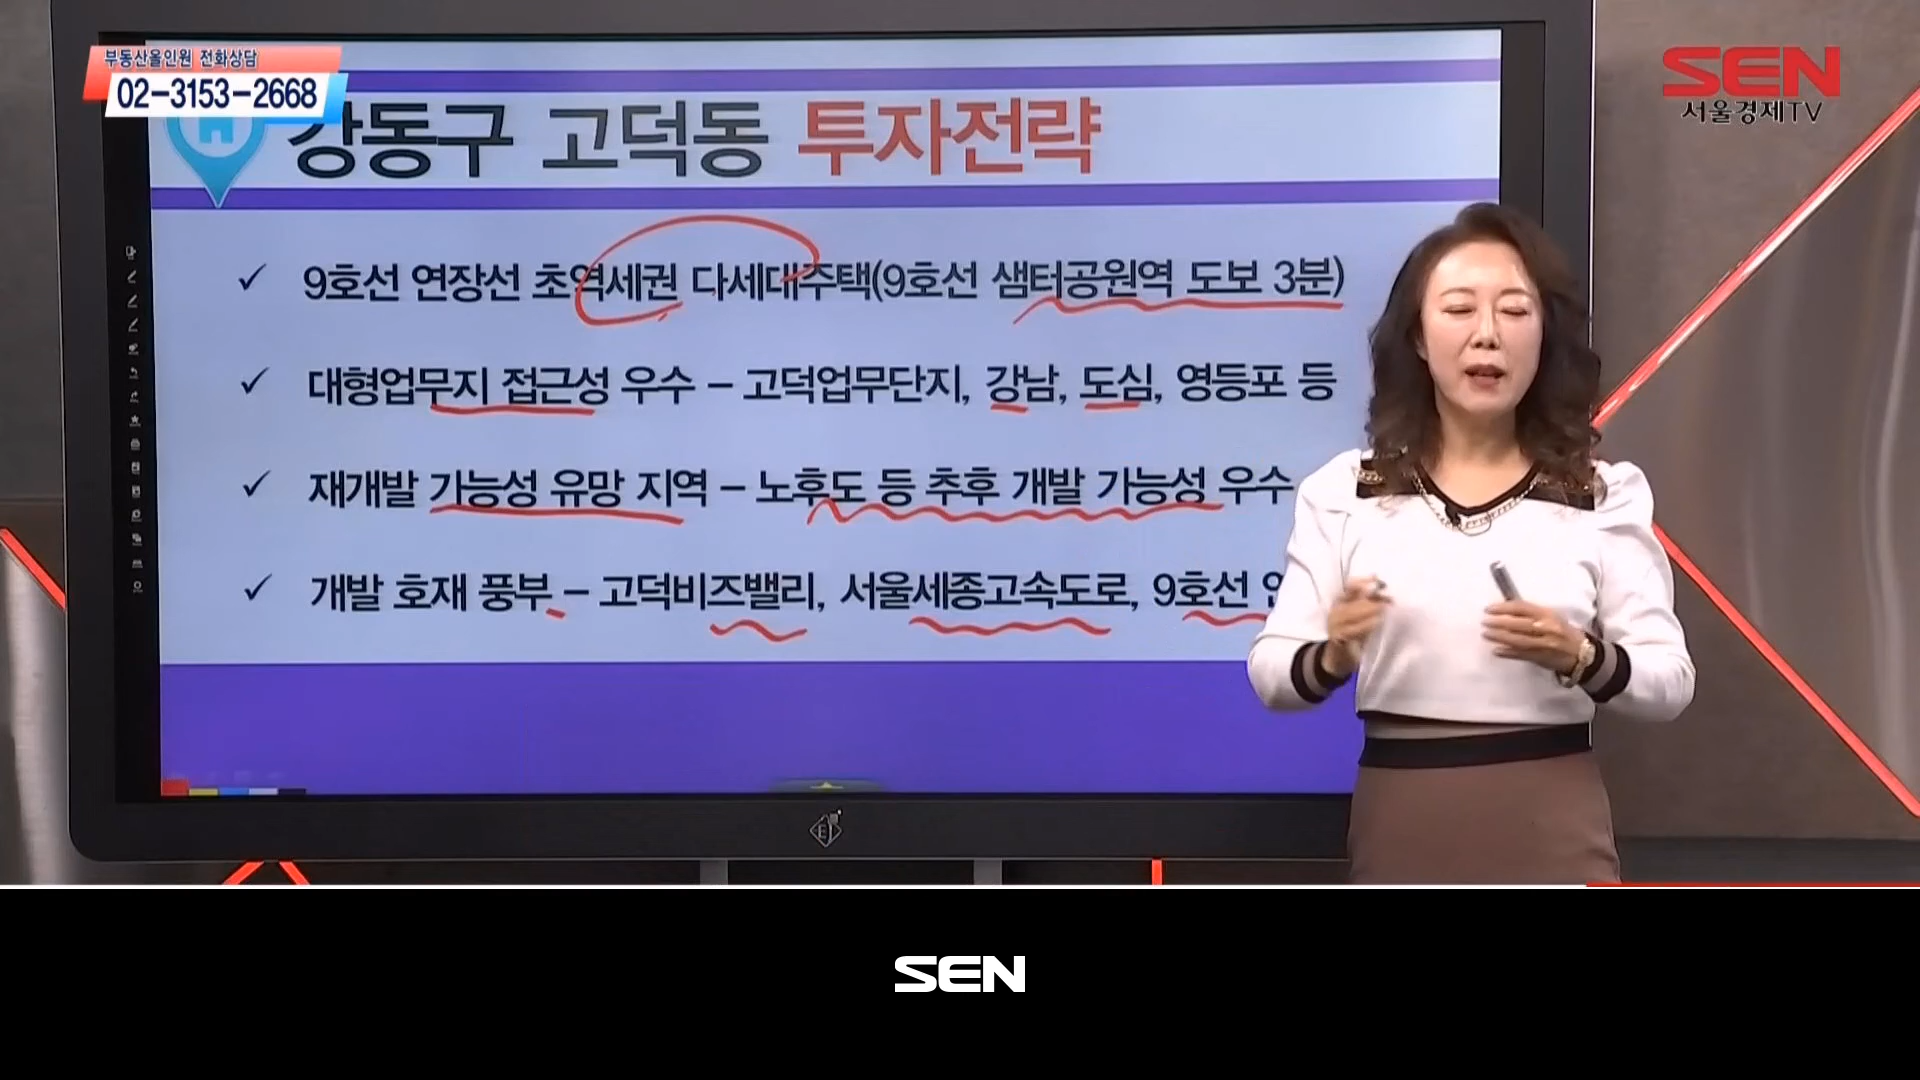 부동산올인원 전화상담
02-3153-2668
SEN
서울경제TV
강동구 고덕동 투자전략
✓ 9호선 연장선 초역세권 다세대주택(9호선 샘터공원역 도보 3분)
✓ 대형업무지 접근성 우수 – 고덕업무단지, 강남, 도심, 영등포 등
✓ 재개발 가능성 유망 지역 – 노후도 등 추후 개발 가능성 우수
✓ 개발 호재 풍부 – 고덕비즈밸리, 서울세종고속도로, 9호선
SEN